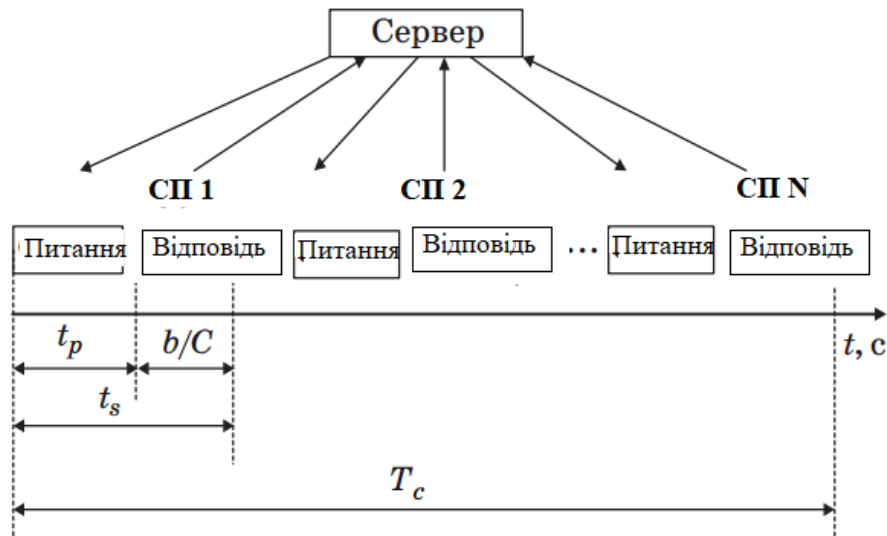 Сервер
СП 1 СП 2 СП N
Питання Відповідь Питання Відповідь ... Питання Відповідь
t_p b/C t, с
t_s
T_c